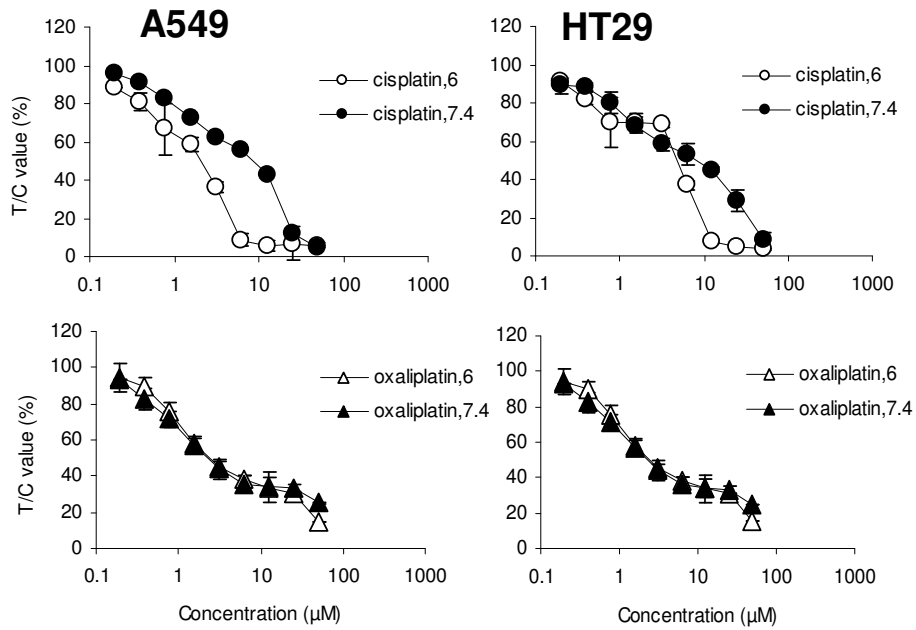 A549
T/C value (%)
120
100
80
60
40
20
0
0.1 1 10 100 1000
cisplatin,6
cisplatin,7.4
HT29
120
100
80
60
40
20
0
0.1 1 10 100 1000
cisplatin,6
cisplatin,7.4
T/C value (%)
120
100
80
60
40
20
0
0.1 1 10 100 1000
Concentration (µM)
oxaliplatin,6
oxaliplatin,7.4
120
100
80
60
40
20
0
0.1 1 10 100 1000
Concentration (µM)
oxaliplatin,6
oxaliplatin,7.4